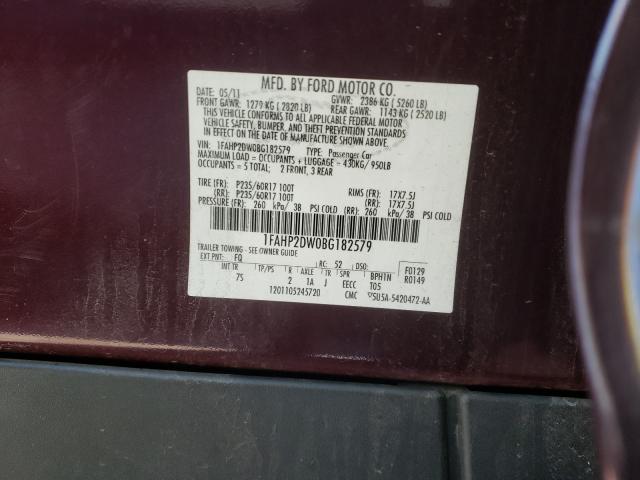 MFD. BY FORD MOTOR CO.
DATE: 05/11 GVWR: 2386 KG ( 5260 LB)
FRONT GAWR: 1279 KG ( 2820 LB) REAR GAWR: 1143 KG ( 2520 LB)
THIS VEHICLE CONFORMS TO ALL APPLICABLE FEDERAL MOTOR
VEHICLE SAFETY, BUMPER, AND THEFT PREVENTION STANDARDS
IN EFFECT ON THE DATE OF MANUFACTURE SHOWN ABOVE.
VIN: 1FAHP2DW0BG182579 TYPE: Passenger Car
MAXIMUM LOAD = OCCUPANTS + LUGGAGE = 430KG/ 950LB
OCCUPANTS = 5 TOTAL; 2 FRONT, 3 REAR
TIRE (FR): P235/60R17 100T RIMS (FR): 17X7.5J
(RR): P235/60R17 100T (RR): 17X7.5J
PRESSURE (FR): 260 kPa/ 38 PSI COLD (RR): 260 kPa/ 38 PSI COLD
1FAHP2DW0BG182579
TRAILER TOWING - SEE OWNER GUIDE
EXT PNT: FQ RC: 52 DSO: F0129
INT TR TP/PS R AXLE TR SPR BPH1N R0149
75 2 1A J EECC T05
1201105245720 CMC 5U5A-5420472-AA